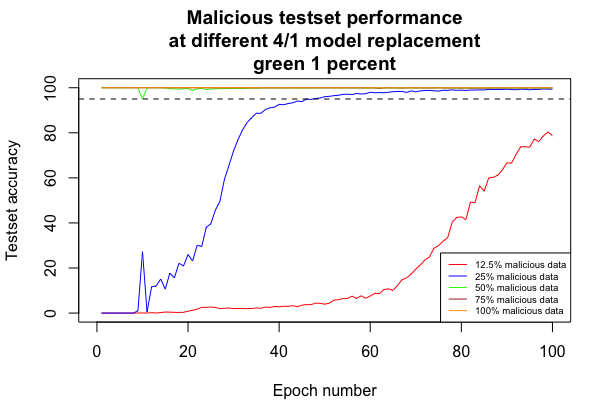 Malicious testset performance
at different 4/1 model replacement
green 1 percent
Testset accuracy
100
80
60
40
20
0
0 20 40 60 80 100
Epoch number
12.5% malicious data
25% malicious data
50% malicious data
75% malicious data
100% malicious data